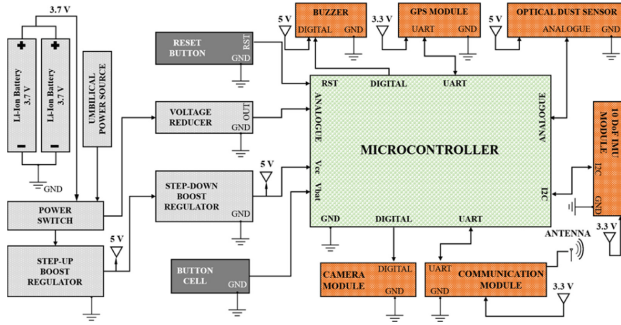 3.7 V
Li-Ion Battery
3.7 V
Li-Ion Battery
3.7 V
UMBILICAL
POWER SOURCE
GND
POWER
SWITCH
5 V
STEP-UP
BOOST
REGULATOR
RESET
BUTTON
RST
GND
VOLTAGE
REDUCER
OUT
GND
5 V
STEP-DOWN
BOOST
REGULATOR
GND
BUTTON
CELL
GND
5 V
BUZZER
DIGITAL
GND
3.3 V
GPS MODULE
UART
GND
5 V
OPTICAL DUST SENSOR
ANALOGUE
GND
RST
DIGITAL
UART
ANALOGUE
ANALOGUE
MICROCONTROLLER
Vcc
Vbat
I2C
GND
DIGITAL
UART
10 DoF IMU
MODULE
I2C
GND
3.3 V
ANTENNA
DIGITAL
CAMERA
MODULE
GND
UART
COMMUNICATION
MODULE
GND
3.3 V